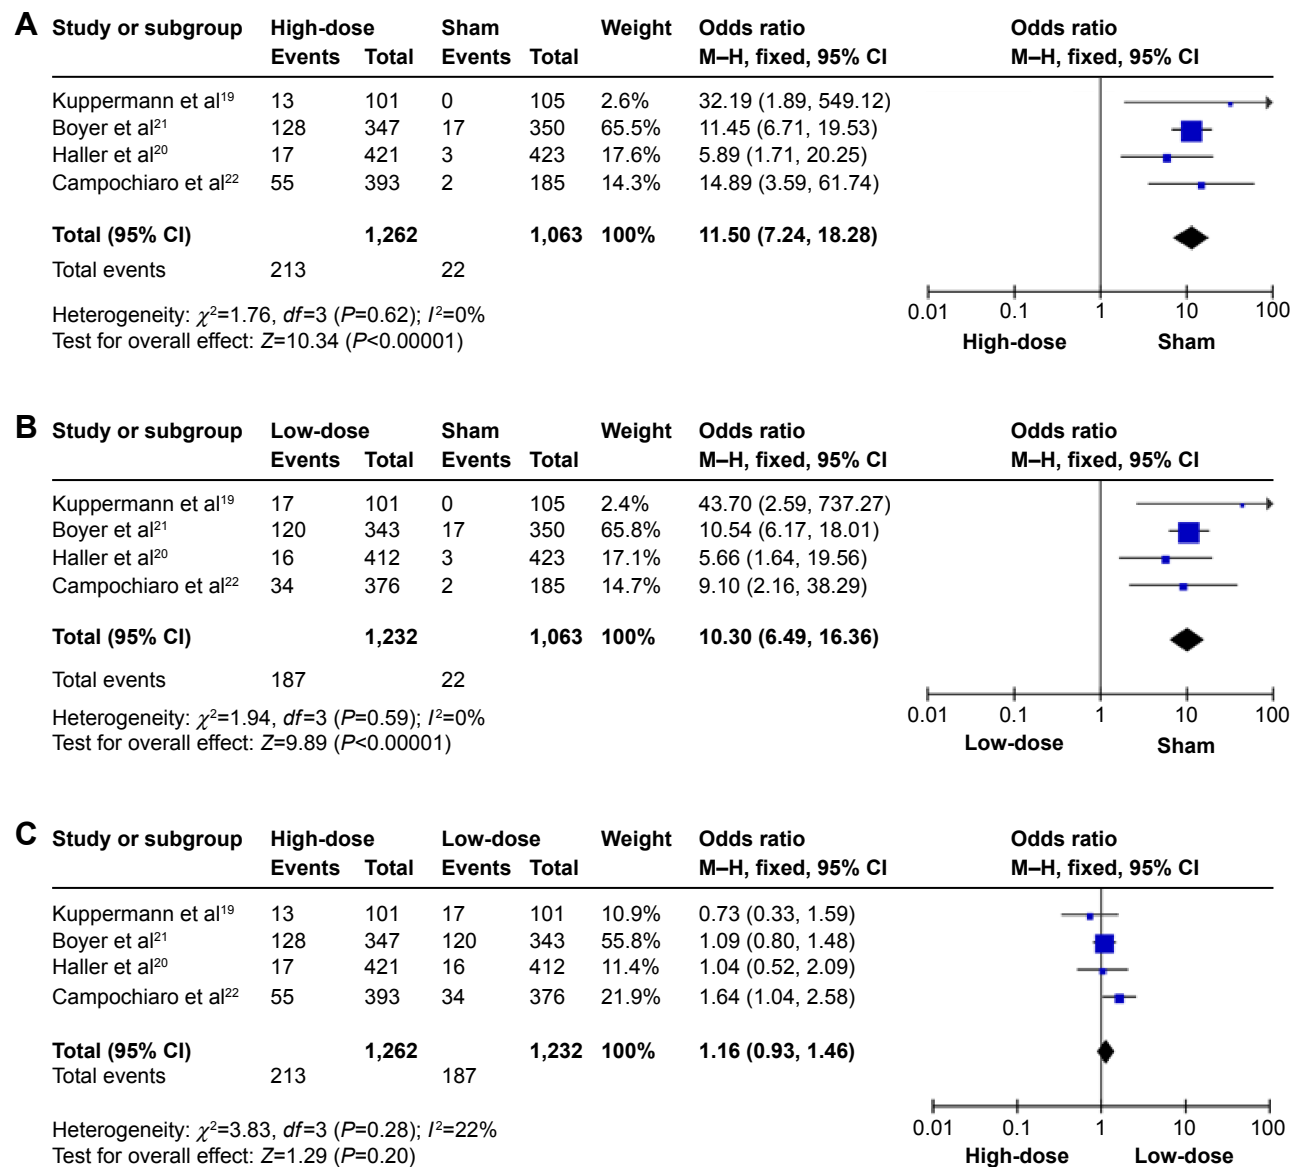 A Study or subgroup High-dose Sham Weight Odds ratio Odds ratio
Events Total Events Total M–H, fixed, 95% CI M–H, fixed, 95% CI
Kuppermann et al19 13 101 0 105 2.6% 32.19 (1.89, 549.12)
Boyer et al21 128 347 17 350 65.5% 11.45 (6.71, 19.53)
Haller et al20 17 421 3 423 17.6% 5.89 (1.71, 20.25)
Campochiaro et al22 55 393 2 185 14.3% 14.89 (3.59, 61.74)
Total (95% CI) 1,262 1,063 100% 11.50 (7.24, 18.28)
Total events 213 22
Heterogeneity: χ2=1.76, df=3 (P=0.62); I2=0%
Test for overall effect: Z=10.34 (P<0.00001)
0.01 0.1 1 10 100
High-dose Sham
B Study or subgroup Low-dose Sham Weight Odds ratio Odds ratio
Events Total Events Total M–H, fixed, 95% CI M–H, fixed, 95% CI
Kuppermann et al19 17 101 0 105 2.4% 43.70 (2.59, 737.27)
Boyer et al21 120 343 17 350 65.8% 10.54 (6.17, 18.01)
Haller et al20 16 412 3 423 17.1% 5.66 (1.64, 19.56)
Campochiaro et al22 34 376 2 185 14.7% 9.10 (2.16, 38.29)
Total (95% CI) 1,232 1,063 100% 10.30 (6.49, 16.36)
Total events 187 22
Heterogeneity: χ2=1.94, df=3 (P=0.59); I2=0%
Test for overall effect: Z=9.89 (P<0.00001)
0.01 0.1 1 10 100
Low-dose Sham
C Study or subgroup High-dose Low-dose Weight Odds ratio Odds ratio
Events Total Events Total M–H, fixed, 95% CI M–H, fixed, 95% CI
Kuppermann et al19 13 101 17 101 10.9% 0.73 (0.33, 1.59)
Boyer et al21 128 347 120 343 55.8% 1.09 (0.80, 1.48)
Haller et al20 17 421 16 412 11.4% 1.04 (0.52, 2.09)
Campochiaro et al22 55 393 34 376 21.9% 1.64 (1.04, 2.58)
Total (95% CI) 1,262 1,232 100% 1.16 (0.93, 1.46)
Total events 213 187
Heterogeneity: χ2=3.83, df=3 (P=0.28); I2=22%
Test for overall effect: Z=1.29 (P=0.20)
0.01 0.1 1 10 100
High-dose Low-dose